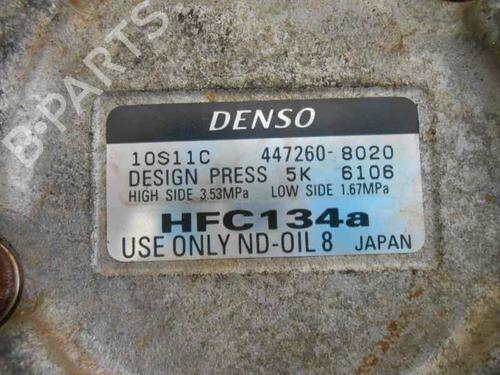 B-PARTS
DENSO
10S11C 447260-8020
DESIGN PRESS 5K 6106
HIGH SIDE 3.53MPa LOW SIDE 1.67MPa
HFC134a
USE ONLY ND-OIL 8 JAPAN
B-PARTS